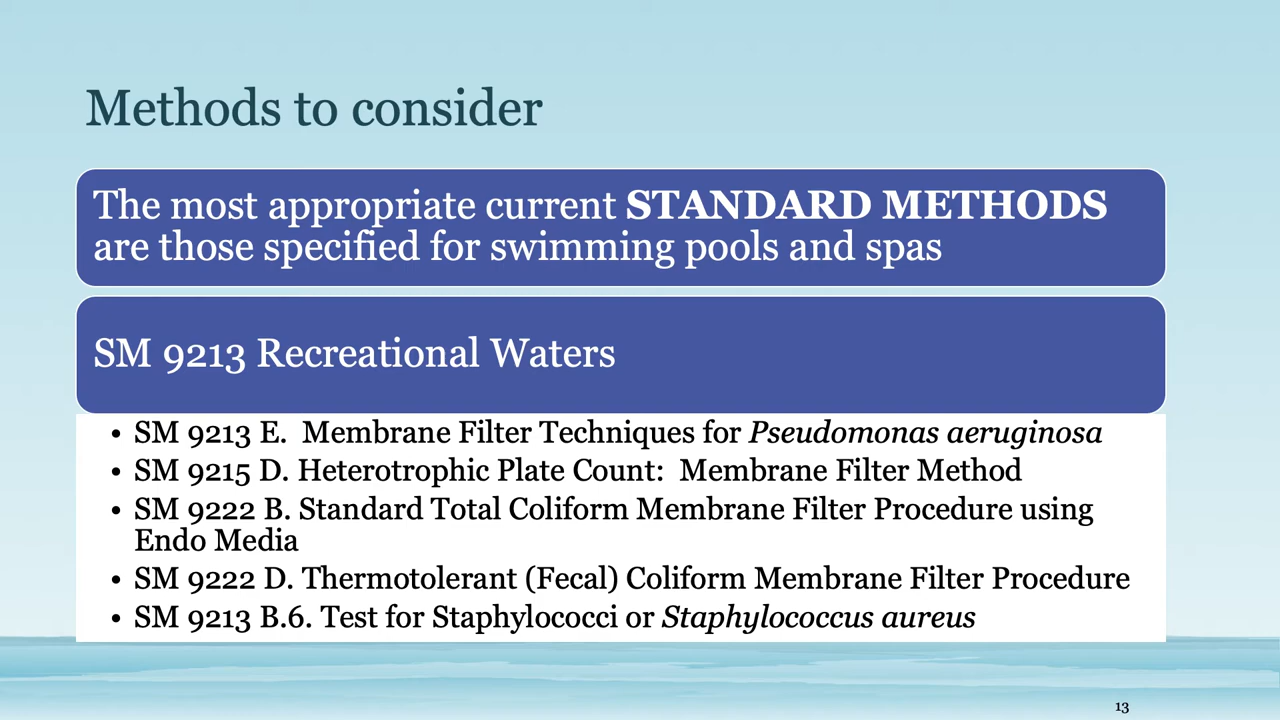 Methods to consider
The most appropriate current STANDARD METHODS
are those specified for swimming pools and spas
SM 9213 Recreational Waters
• SM 9213 E.  Membrane Filter Techniques for Pseudomonas aeruginosa
• SM 9215 D. Heterotrophic Plate Count:  Membrane Filter Method
• SM 9222 B. Standard Total Coliform Membrane Filter Procedure using
Endo Media
• SM 9222 D. Thermotolerant (Fecal) Coliform Membrane Filter Procedure
• SM 9213 B.6. Test for Staphylococci or Staphylococcus aureus
13